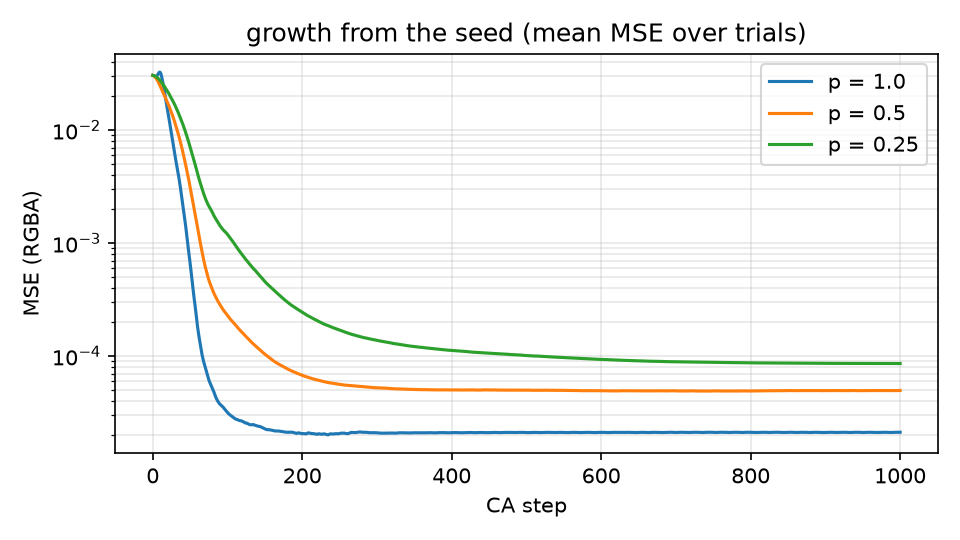 growth from the seed (mean MSE over trials)
p = 1.0
p = 0.5
p = 0.25
MSE (RGBA)
10⁻²
10⁻³
10⁻⁴
0 200 400 600 800 1000
CA step